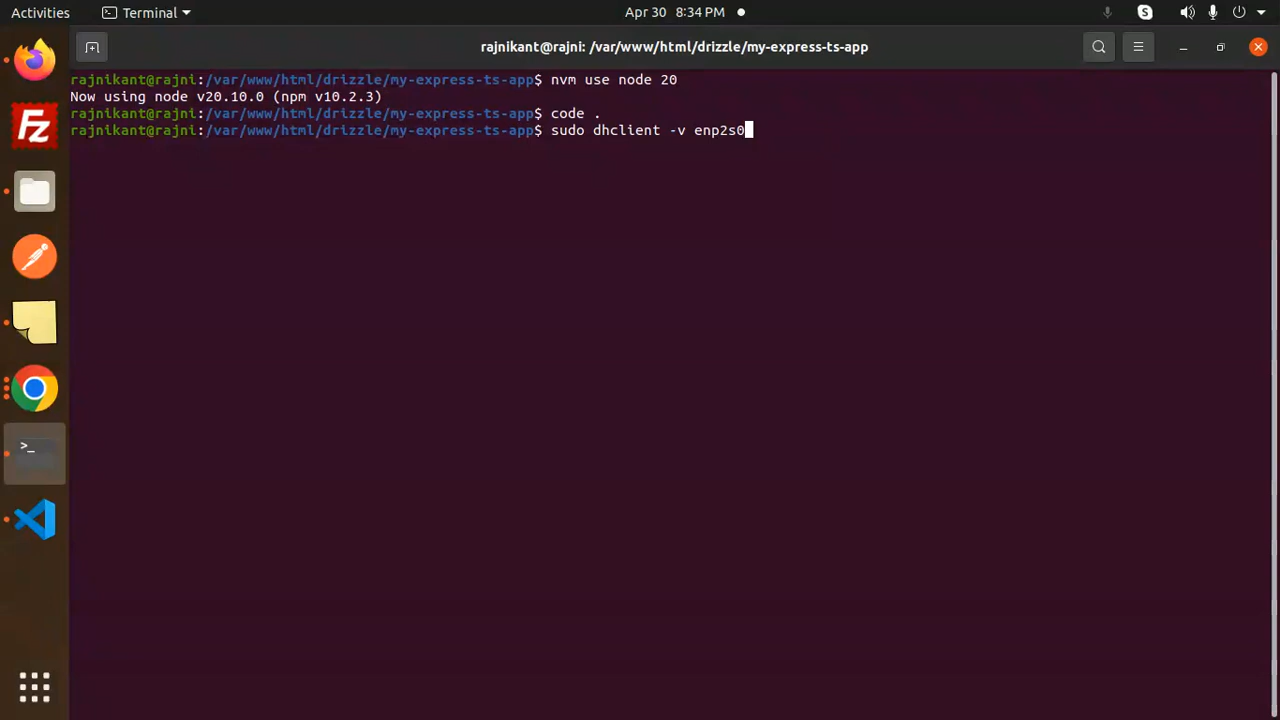 Activities Terminal Apr 30 8:34 PM S
rajnikant@rajni: /var/www/html/drizzle/my-express-ts-app
rajnikant@rajni:/var/www/html/drizzle/my-express-ts-app$ nvm use node 20
Now using node v20.10.0 (npm v10.2.3)
rajnikant@rajni:/var/www/html/drizzle/my-express-ts-app$ code .
rajnikant@rajni:/var/www/html/drizzle/my-express-ts-app$ sudo dhclient -v enp2s0
Fz
>_